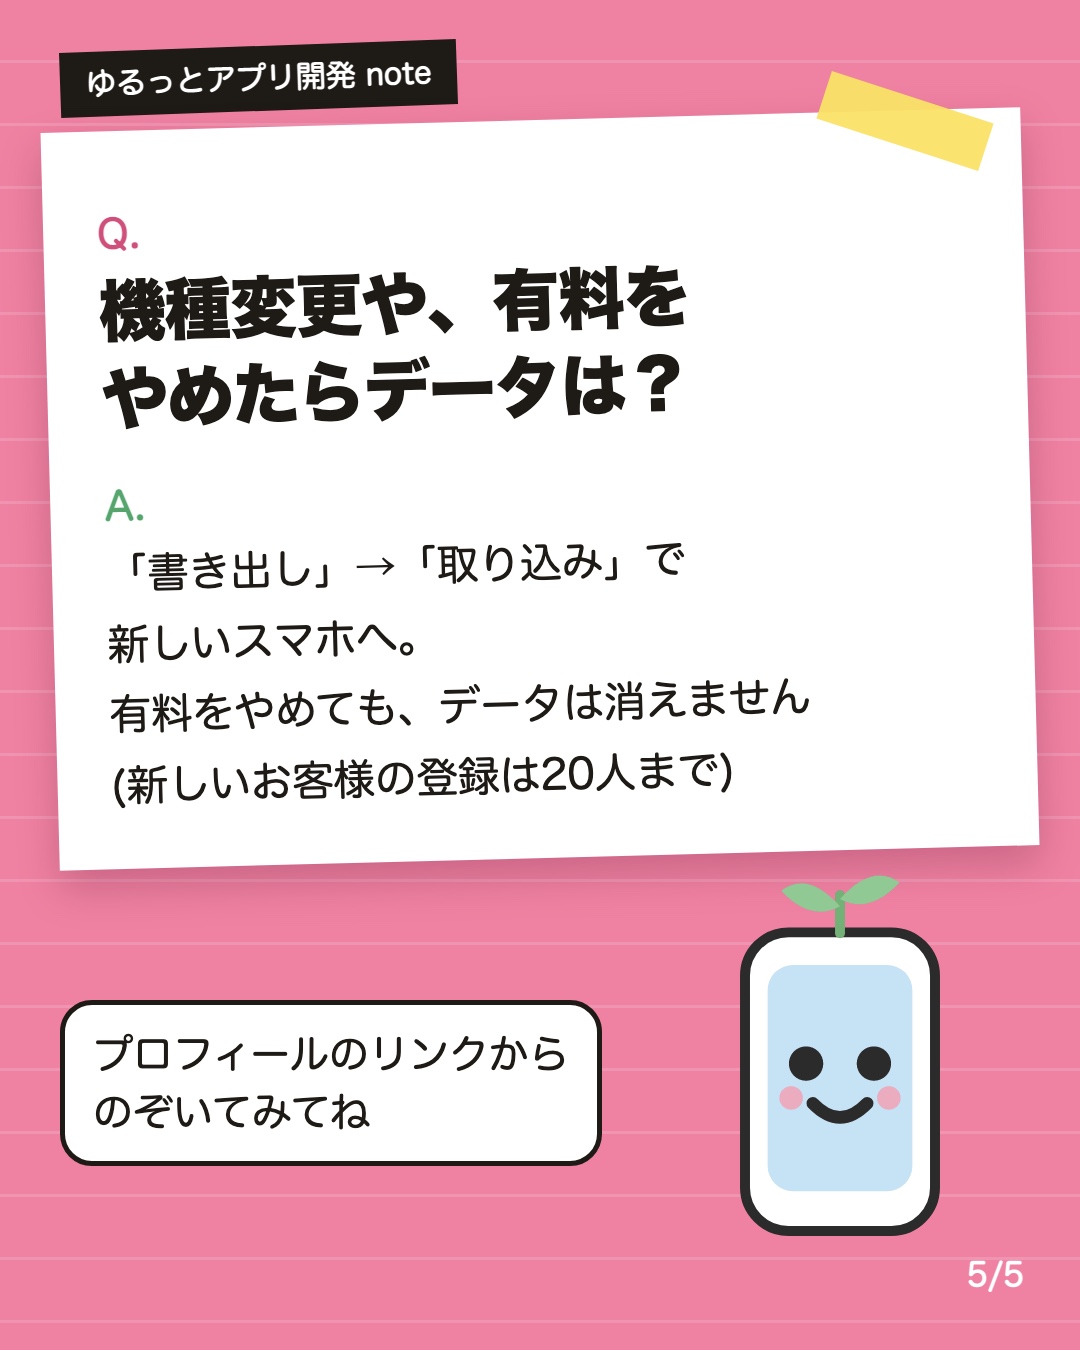 ゆるっとアプリ開発 note
Q.
機種変更や、有料を
やめたらデータは？
A.
「書き出し」→「取り込み」で
新しいスマホへ。
有料をやめても、データは消えません
(新しいお客様の登録は20人まで)
プロフィールのリンクから
のぞいてみてね
5/5